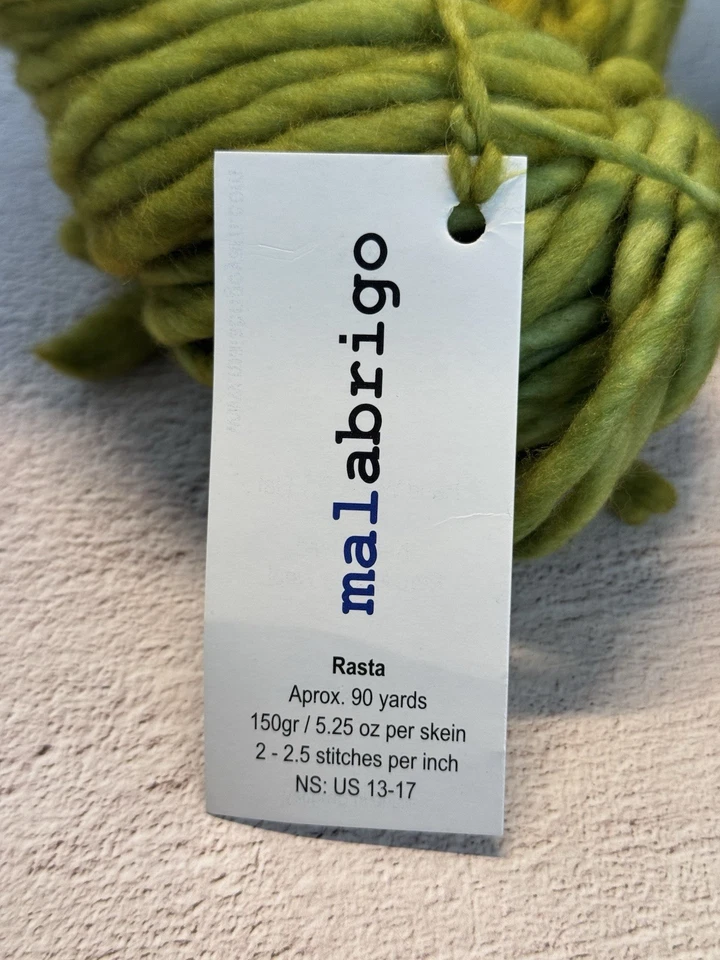 malabrigo
Rasta
Aprox. 90 yards
150gr / 5.25 oz per skein
2 - 2.5 stitches per inch
NS: US 13-17